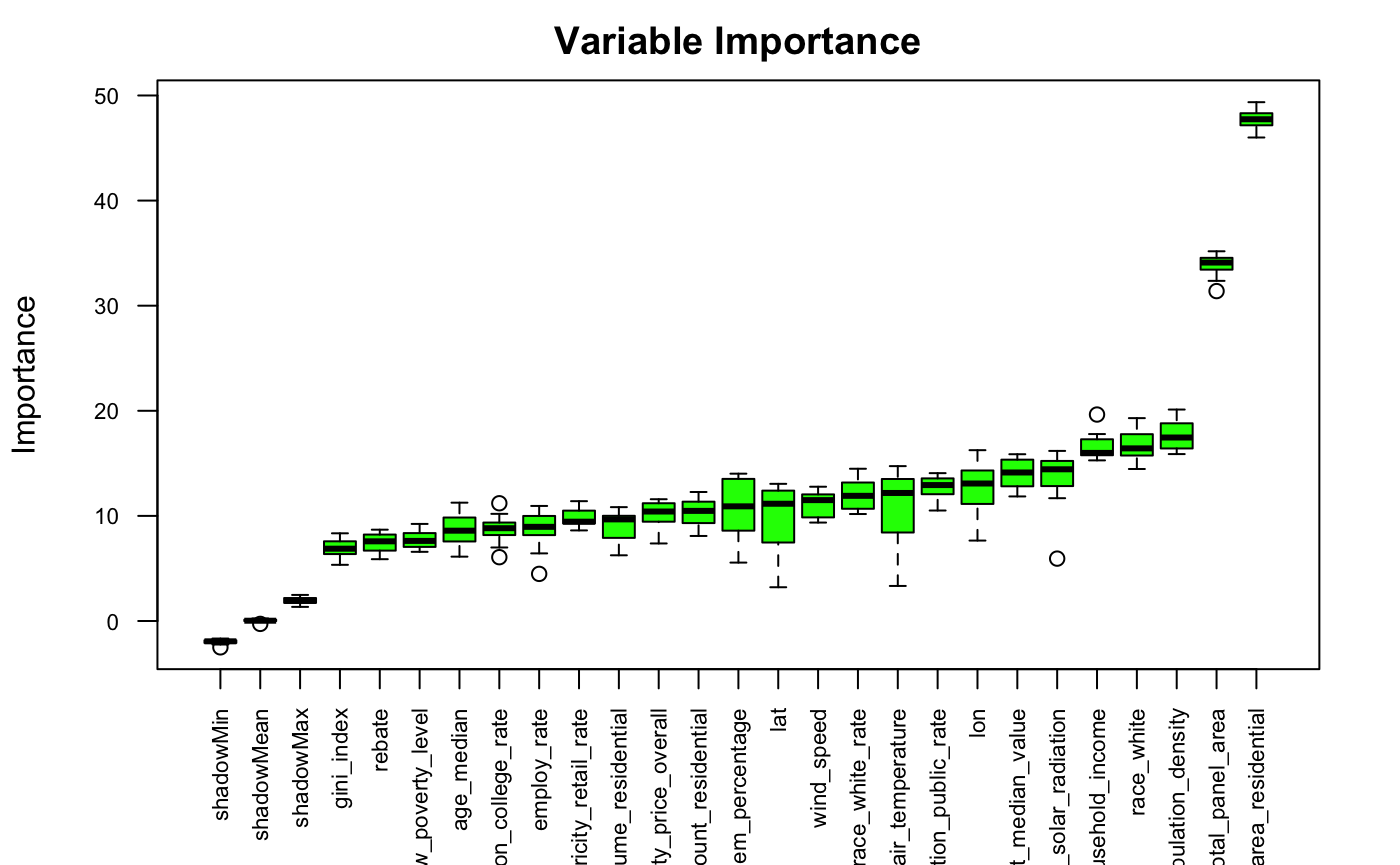 Variable Importance
Importance
50
40
30
20
10
0
shadowMin
shadowMean
shadowMax
gini_index
rebate
w_poverty_level
age_median
on_college_rate
employ_rate
ricity_retail_rate
ume_residential
ty_price_overall
ount_residential
em_percentage
lat
wind_speed
race_white_rate
air_temperature
tion_public_rate
lon
t_median_value
_solar_radiation
usehold_income
race_white
pulation_density
otal_panel_area
area_residential